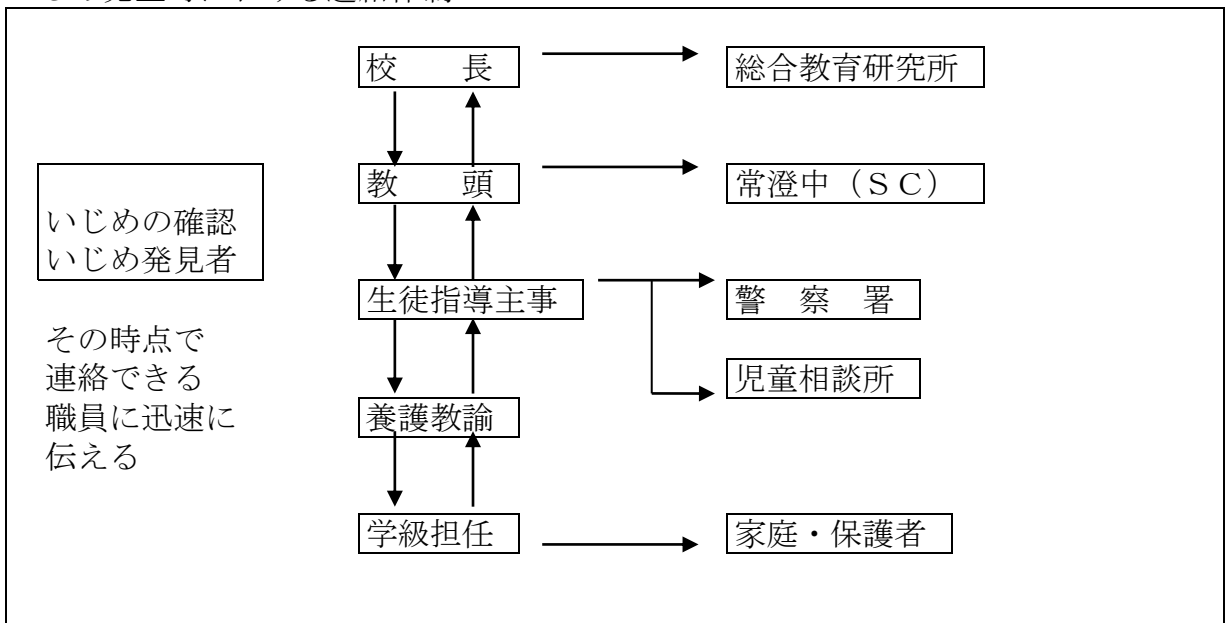 校　　長
総合教育研究所
教　　頭
常澄中（ＳＣ）
いじめの確認
いじめ発見者
生徒指導主事
警　察　署
その時点で
連絡できる
職員に迅速に
伝える
児童相談所
養護教諭
学級担任
家庭・保護者